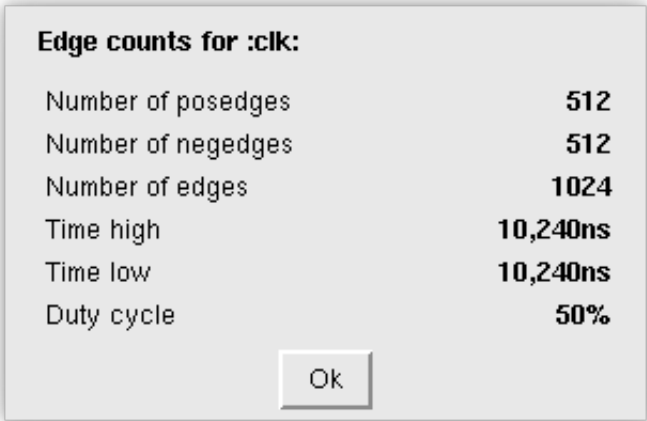 Edge counts for :clk:
Number of posedges 512
Number of negedges 512
Number of edges 1024
Time high 10,240ns
Time low 10,240ns
Duty cycle 50%
Ok